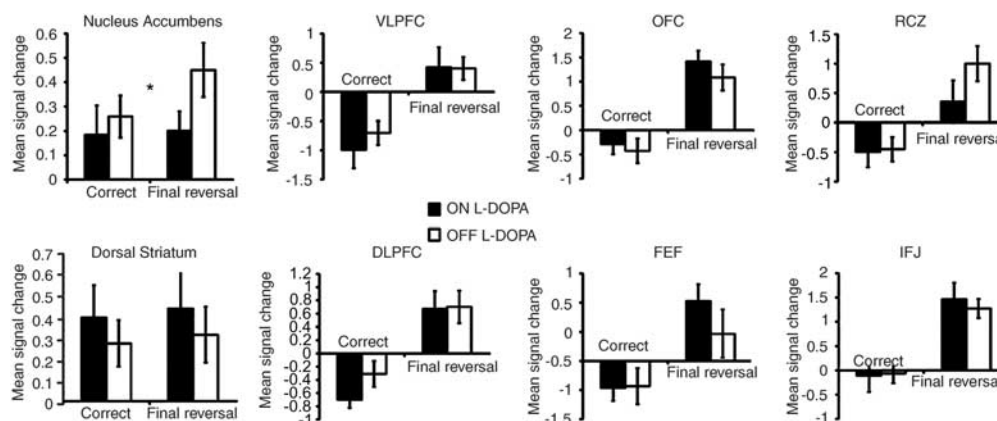 Nucleus Accumbens
Mean signal change
0.6
0.5
0.4
0.3
0.2
0.1
0
*
Correct
Final reversal
VLPFC
Mean signal change
1
0.5
0
-0.5
-1
-1.5
Correct
Final reversal
OFC
Mean signal change
2
1.5
1
0.5
0
-0.5
-1
Correct
Final reversal
RCZ
Mean signal change
1.5
1
0.5
0
-0.5
-1
Correct
Final reversal
ON L-DOPA
OFF L-DOPA
Dorsal Striatum
Mean signal change
0.7
0.6
0.5
0.4
0.3
0.2
0.1
0
Correct
Final reversal
DLPFC
Mean signal change
1.2
1
0.8
0.6
0.4
0.2
0
-0.2
-0.4
-0.6
-0.8
-1
Correct
Final reversal
FEF
Mean signal change
1
0.5
0
-0.5
-1
-1.5
Correct
Final reversal
IFJ
Mean signal change
2
1.5
1
0.5
0
-0.5
-1
Correct
Final reversal